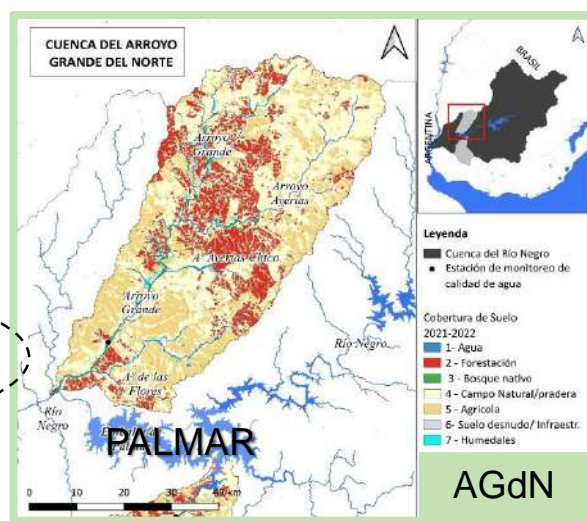 CUENCA DEL ARROYO
GRANDE DEL NORTE
Arroyo
Grande
Arroyo
Averías
Aº Averías Chico
Arroyo
Grande
Aº de las
Flores
Río
Negro
Río Negro
PALMAR
0 10 20 30 40 km
BRASIL
ARGENTINA
Leyenda
Cuenca del Río Negro
Estación de monitoreo de
calidad de agua
Cobertura de Suelo
2021-2022
1- Agua
2 - Forestación
3 - Bosque nativo
4 - Campo Natural/pradera
5 - Agrícola
6- Suelo desnudo/ Infraestr.
7 - Humedales
AGdN